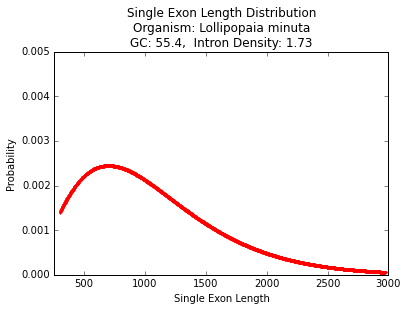 Single Exon Length Distribution
Organism: Lollipopaia minuta
GC: 55.4,  Intron Density: 1.73
0.005
0.004
0.003
0.002
0.001
0.000
Probability
500 1000 1500 2000 2500 3000
Single Exon Length